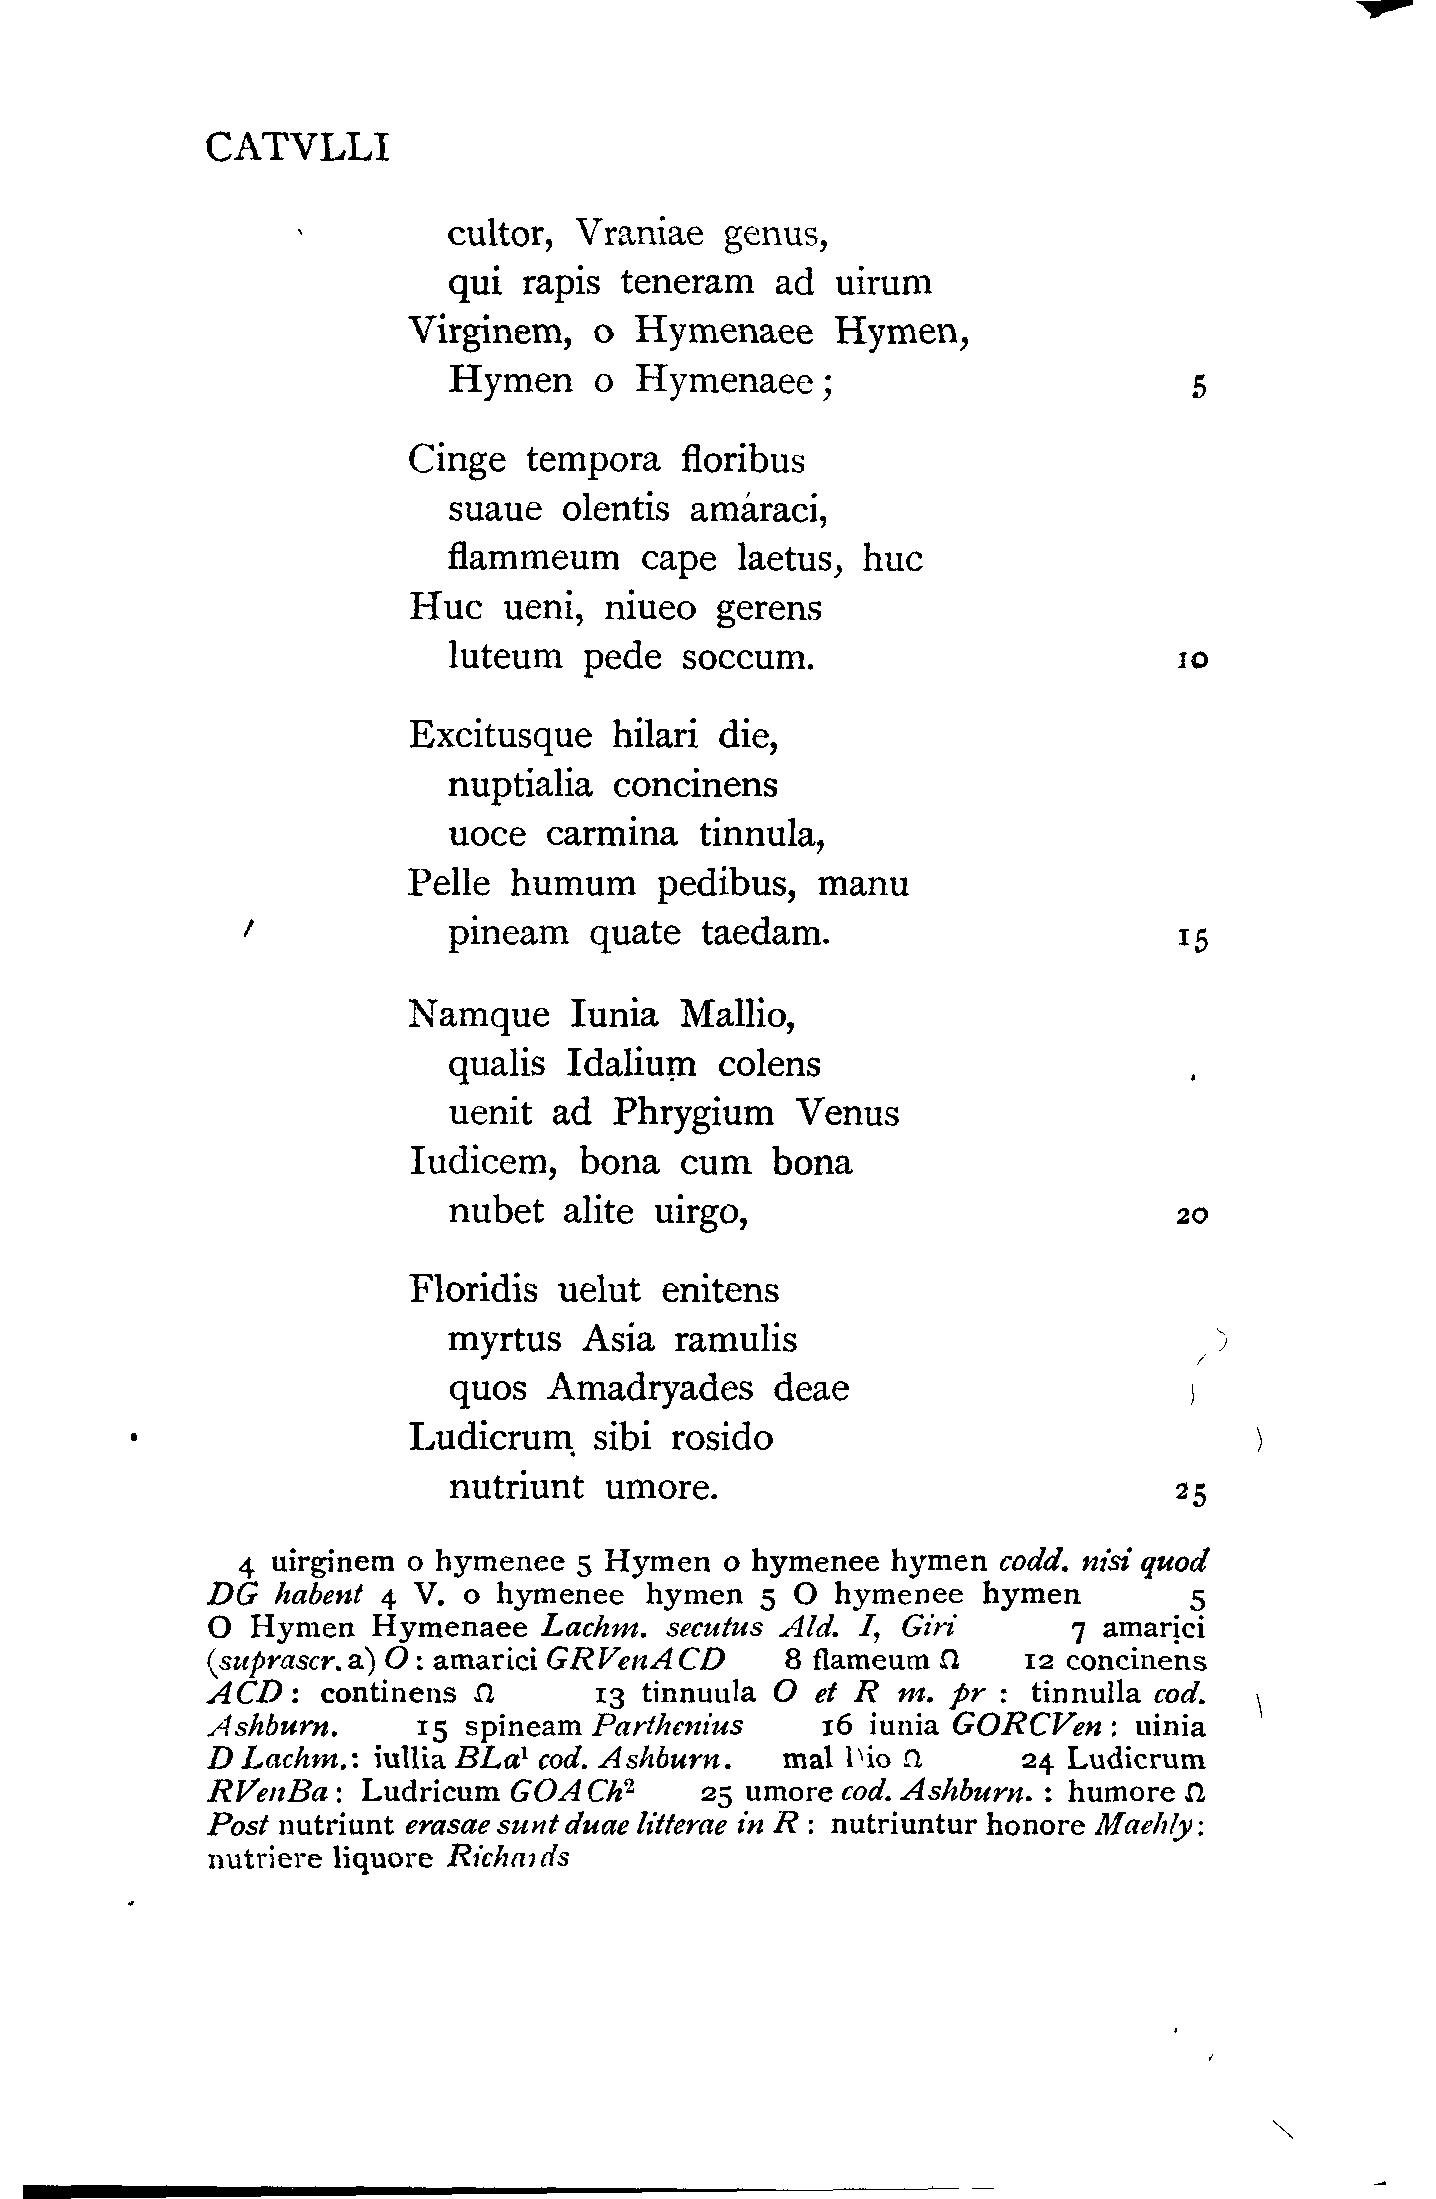 CATVLLI
cultor, Vraniae genus,
qui rapis teneram ad uirum
Virginem, o Hymenaee Hymen,
Hymen o Hymenaee; 5
Cinge tempora floribus
suaue olentis amaraci,
flammeum cape laetus, huc
Huc ueni, niueo gerens
luteum pede soccum. 10
Excitusque hilari die,
nuptialia concinens
uoce carmina tinnula,
Pelle humum pedibus, manu
pineam quate taedam. 15
Namque Iunia Mallio,
qualis Idalium colens
uenit ad Phrygium Venus
Iudicem, bona cum bona
nubet alite uirgo, 20
Floridis uelut enitens
myrtus Asia ramulis
quos Amadryades deae
Ludicrum sibi rosido
nutriunt umore. 25
4 uirginem o hymenee 5 Hymen o hymenee hymen codd. nisi quod
DG habent 4 V. o hymenee hymen 5 O hymenee hymen 5
O Hymen Hymenaee Lachm. secutus Ald. I, Giri 7 amarici
(suprascr. a) O : amarici GRVenACD 8 flameum Ω 12 concinens
ACD : continens Ω 13 tinnuula O et R m. pr : tinnulla cod.
Ashburn. 15 spineam Parthenius 16 iunia GORCVen : uinia
D Lachm.: iullia BLa¹ cod. Ashburn. mallio Ω 24 Ludicrum
RVenBa : Ludricum GOACh² 25 umore cod. Ashburn. : humore Ω
Post nutriunt erasae sunt duae litterae in R : nutriuntur honore Maehly :
nutriere liquore Richards